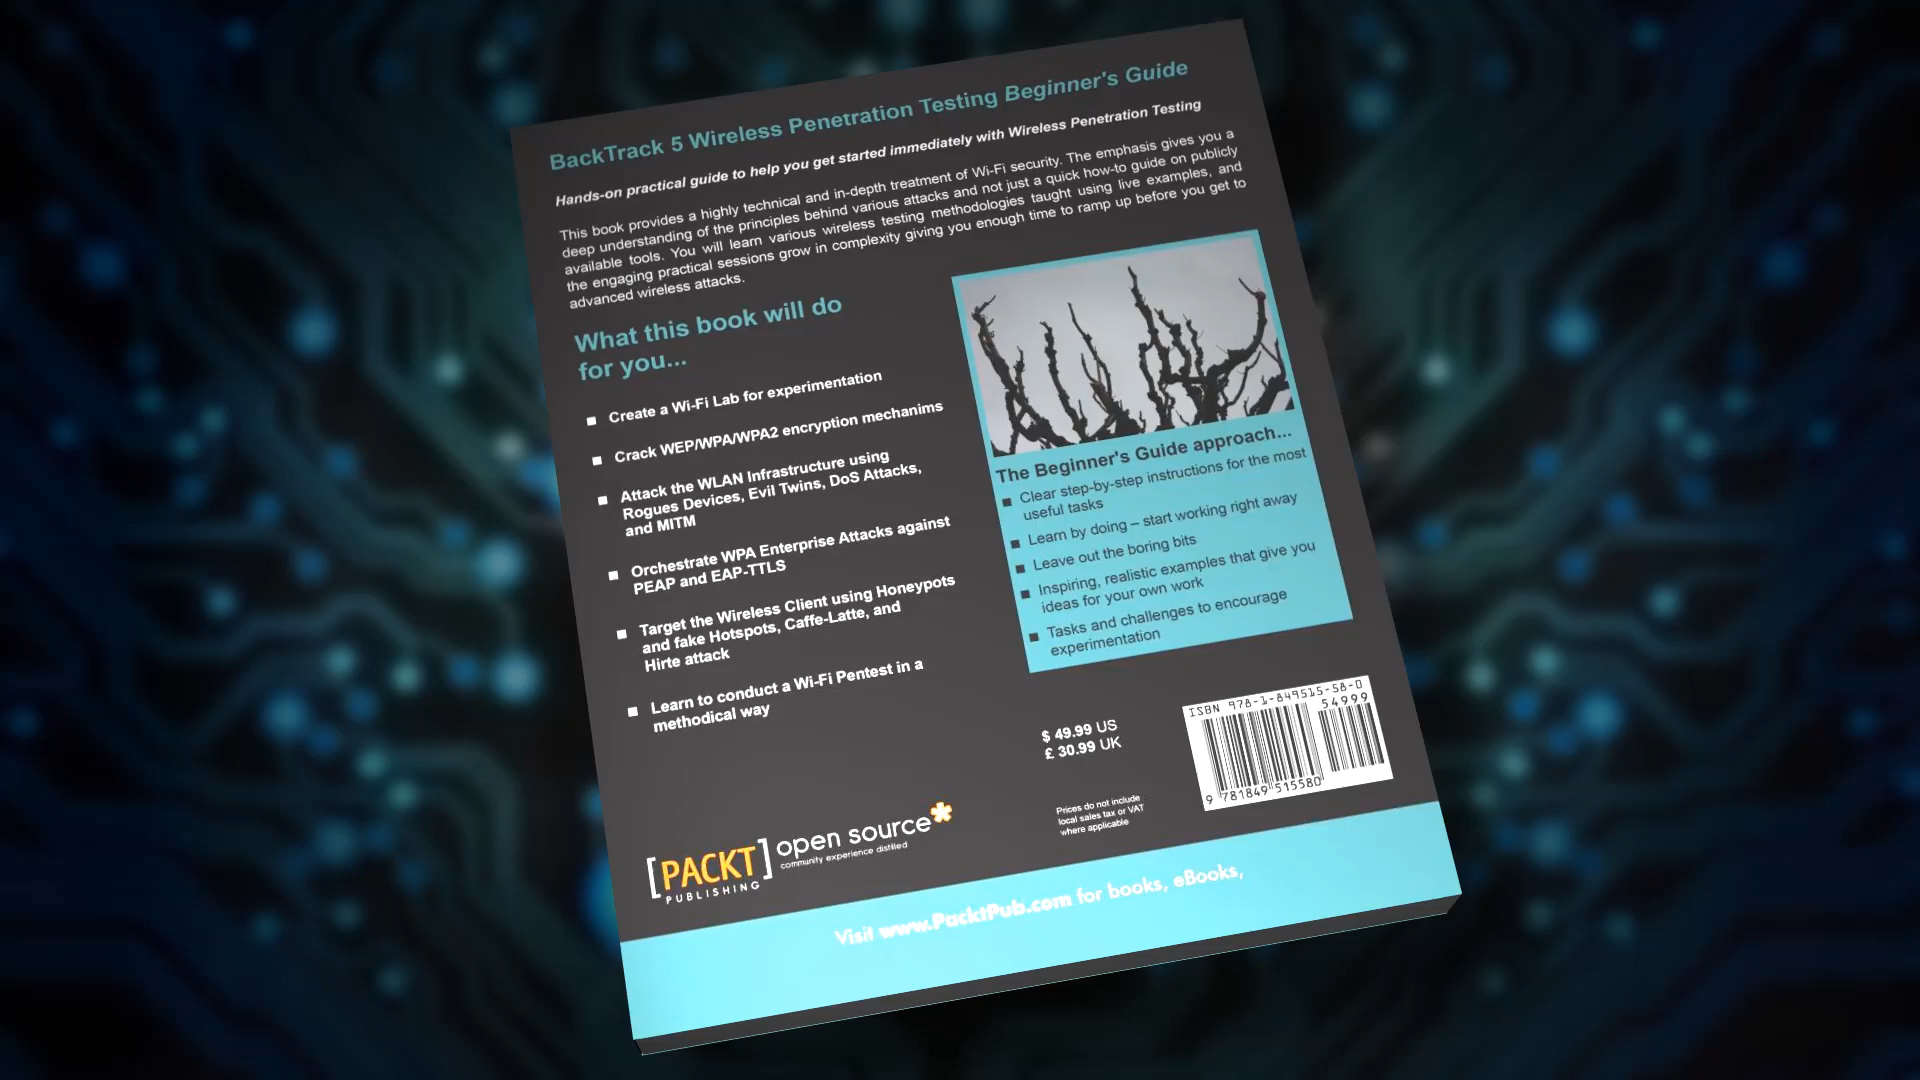 BackTrack 5 Wireless Penetration Testing Beginner's Guide
Hands-on practical guide to help you get started immediately with Wireless Penetration Testing
This book provides a highly technical and in-depth treatment of Wi-Fi security. The emphasis gives you a
deep understanding of the principles behind various attacks and not just a quick how-to guide on publicly
available tools. You will learn various wireless testing methodologies taught using live examples, and
the engaging practical sessions grow in complexity giving you enough time to ramp up before you get to
advanced wireless attacks.
What this book will do
for you...
■ Create a Wi-Fi Lab for experimentation
■ Crack WEP/WPA/WPA2 encryption mechanims
■ Attack the WLAN Infrastructure using
Rogues Devices, Evil Twins, DoS Attacks,
and MITM
■ Orchestrate WPA Enterprise Attacks against
PEAP and EAP-TTLS
■ Target the Wireless Client using Honeypots
and fake Hotspots, Caffe-Latte, and
Hirte attack
■ Learn to conduct a Wi-Fi Pentest in a
methodical way
The Beginner's Guide approach...
■ Clear step-by-step instructions for the most
useful tasks
■ Learn by doing – start working right away
■ Leave out the boring bits
■ Inspiring, realistic examples that give you
ideas for your own work
■ Tasks and challenges to encourage
experimentation
$ 49.99 US
£ 30.99 UK
Prices do not include
local sales tax or VAT
where applicable
ISBN 978-1-849515-58-0
54999
9 781849 515580
[PACKT]
PUBLISHING
open source*
community experience distilled
Visit www.PacktPub.com for books, eBooks,